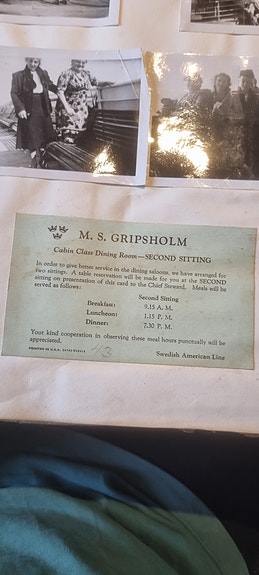 M. S. GRIPSHOLM
Cabin Class Dining Room—SECOND SITTING
In order to give better service in the dining saloons, we have arranged for
two sittings. A table reservation will be made for you at the SECOND
sitting on presentation of this card to the Chief Steward. Meals will be
served as follows:
Second Sitting
Breakfast: 9.15 A. M.
Luncheon: 1.15 P. M.
Dinner: 7.30 P. M.
Your kind cooperation in observing these meal hours punctually will be
appreciated.
PRINTED IN U.S.A.
Swedish American Line